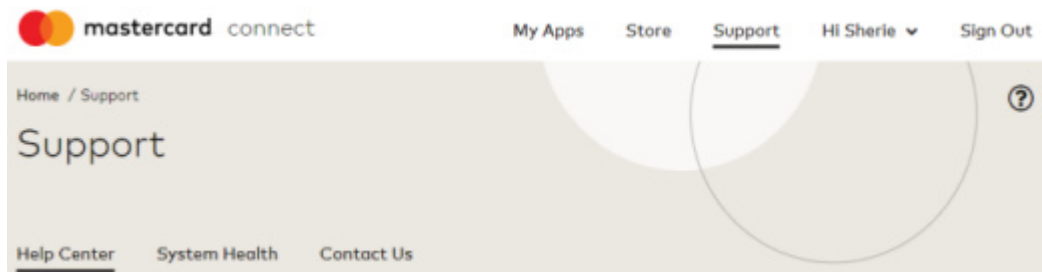 mastercard connect My Apps Store Support Hi Sherie Sign Out
Home / Support
?
Support
Help Center System Health Contact Us